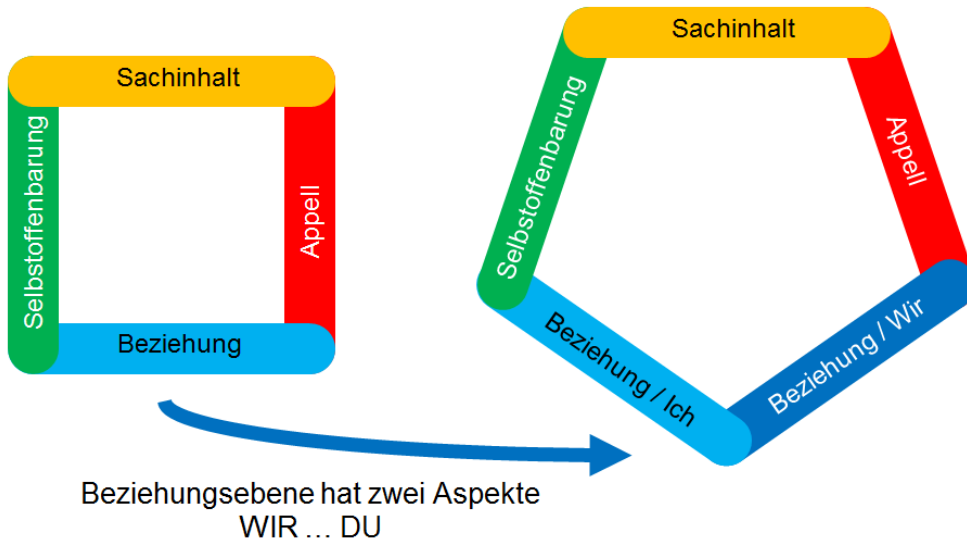 Sachinhalt
Selbstoffenbarung
Appell
Beziehung
Sachinhalt
Selbstoffenbarung
Appell
Beziehung / Ich
Beziehung / Wir
Beziehungsebene hat zwei Aspekte
WIR ... DU